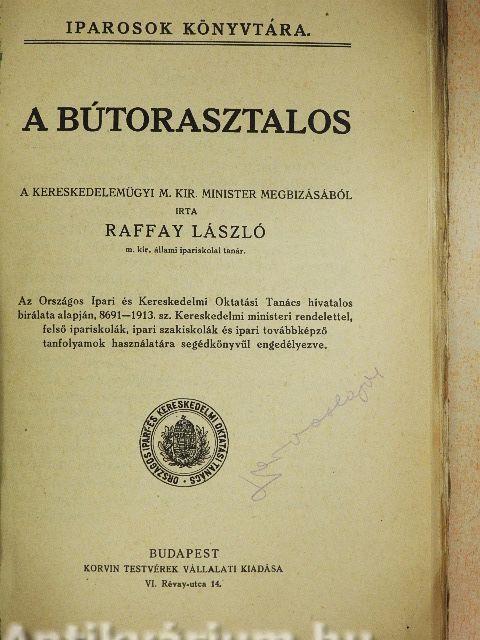 IPAROSOK KÖNYVTÁRA.
A BÚTORASZTALOS
A KERESKEDELEMÜGYI M. KIR. MINISTER MEGBIZÁSÁBÓL
IRTA
RAFFAY LÁSZLÓ
m. kir. állami ipariskolai tanár.
Az Országos Ipari és Kereskedelmi Oktatási Tanács hivatalos
birálata alapján, 8691—1913. sz. Kereskedelmi ministeri rendelettel,
felső ipariskolák, ipari szakiskolák és ipari továbbképző
tanfolyamok használatára segédkönyvül engedélyezve.
ORSZÁGOS IPARI-ÉS KERESKEDELMI OKTATÁSI TANÁCS
BUDAPEST
KORVIN TESTVÉREK VÁLLALATI KIADÁSA
VI. Révay-utca 14.
Antikvárium.hu